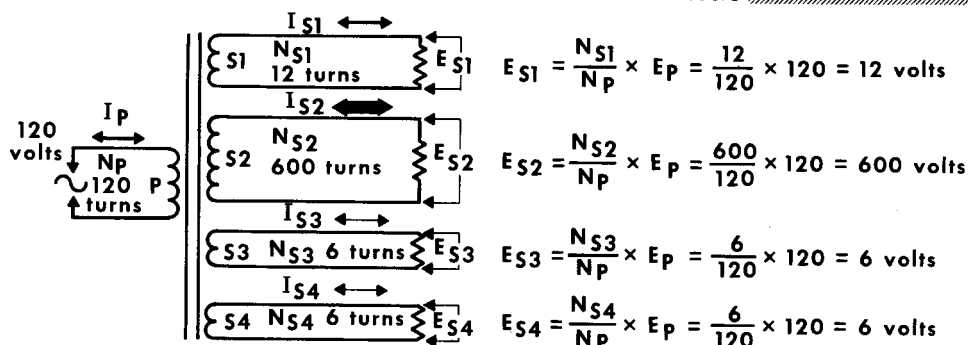 I S1
S1 N S1 E S1 E S1 = N S1 / N P × E P = 12 / 120 × 120 = 12 volts
12 turns
I S2
120 volts
I P
N P 120 turns P
S2 N S2 600 turns E S2 E S2 = N S2 / N P × E P = 600 / 120 × 120 = 600 volts
I S3
S3 N S3 6 turns E S3 E S3 = N S3 / N P × E P = 6 / 120 × 120 = 6 volts
I S4
S4 N S4 6 turns E S4 E S4 = N S4 / N P × E P = 6 / 120 × 120 = 6 volts